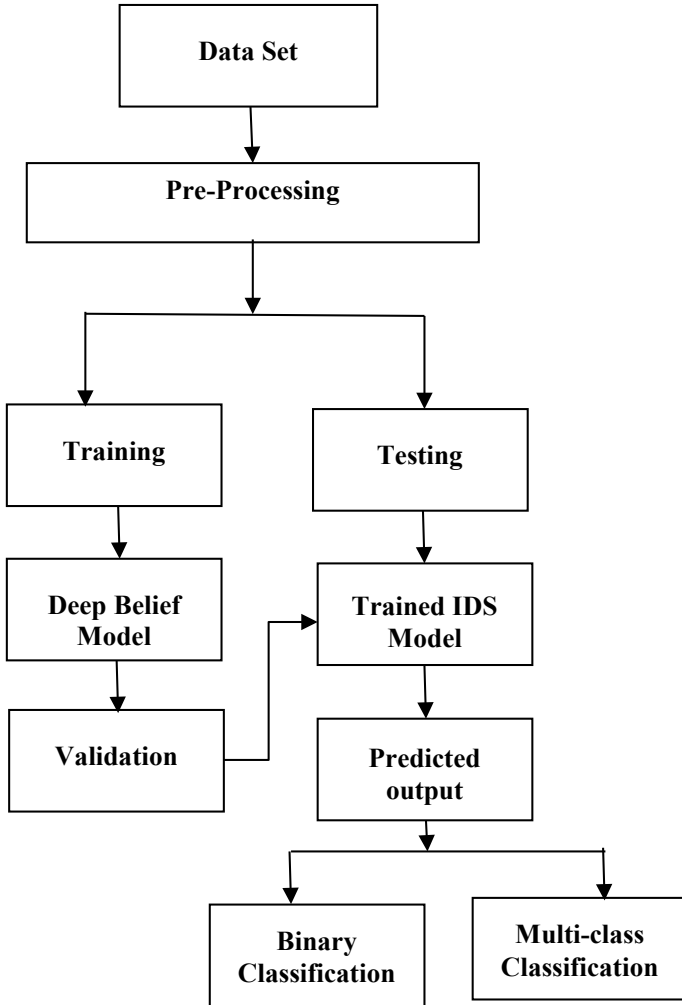 Data Set
Pre-Processing
Training
Testing
Deep Belief
Model
Trained IDS
Model
Validation
Predicted
output
Binary
Classification
Multi-class
Classification